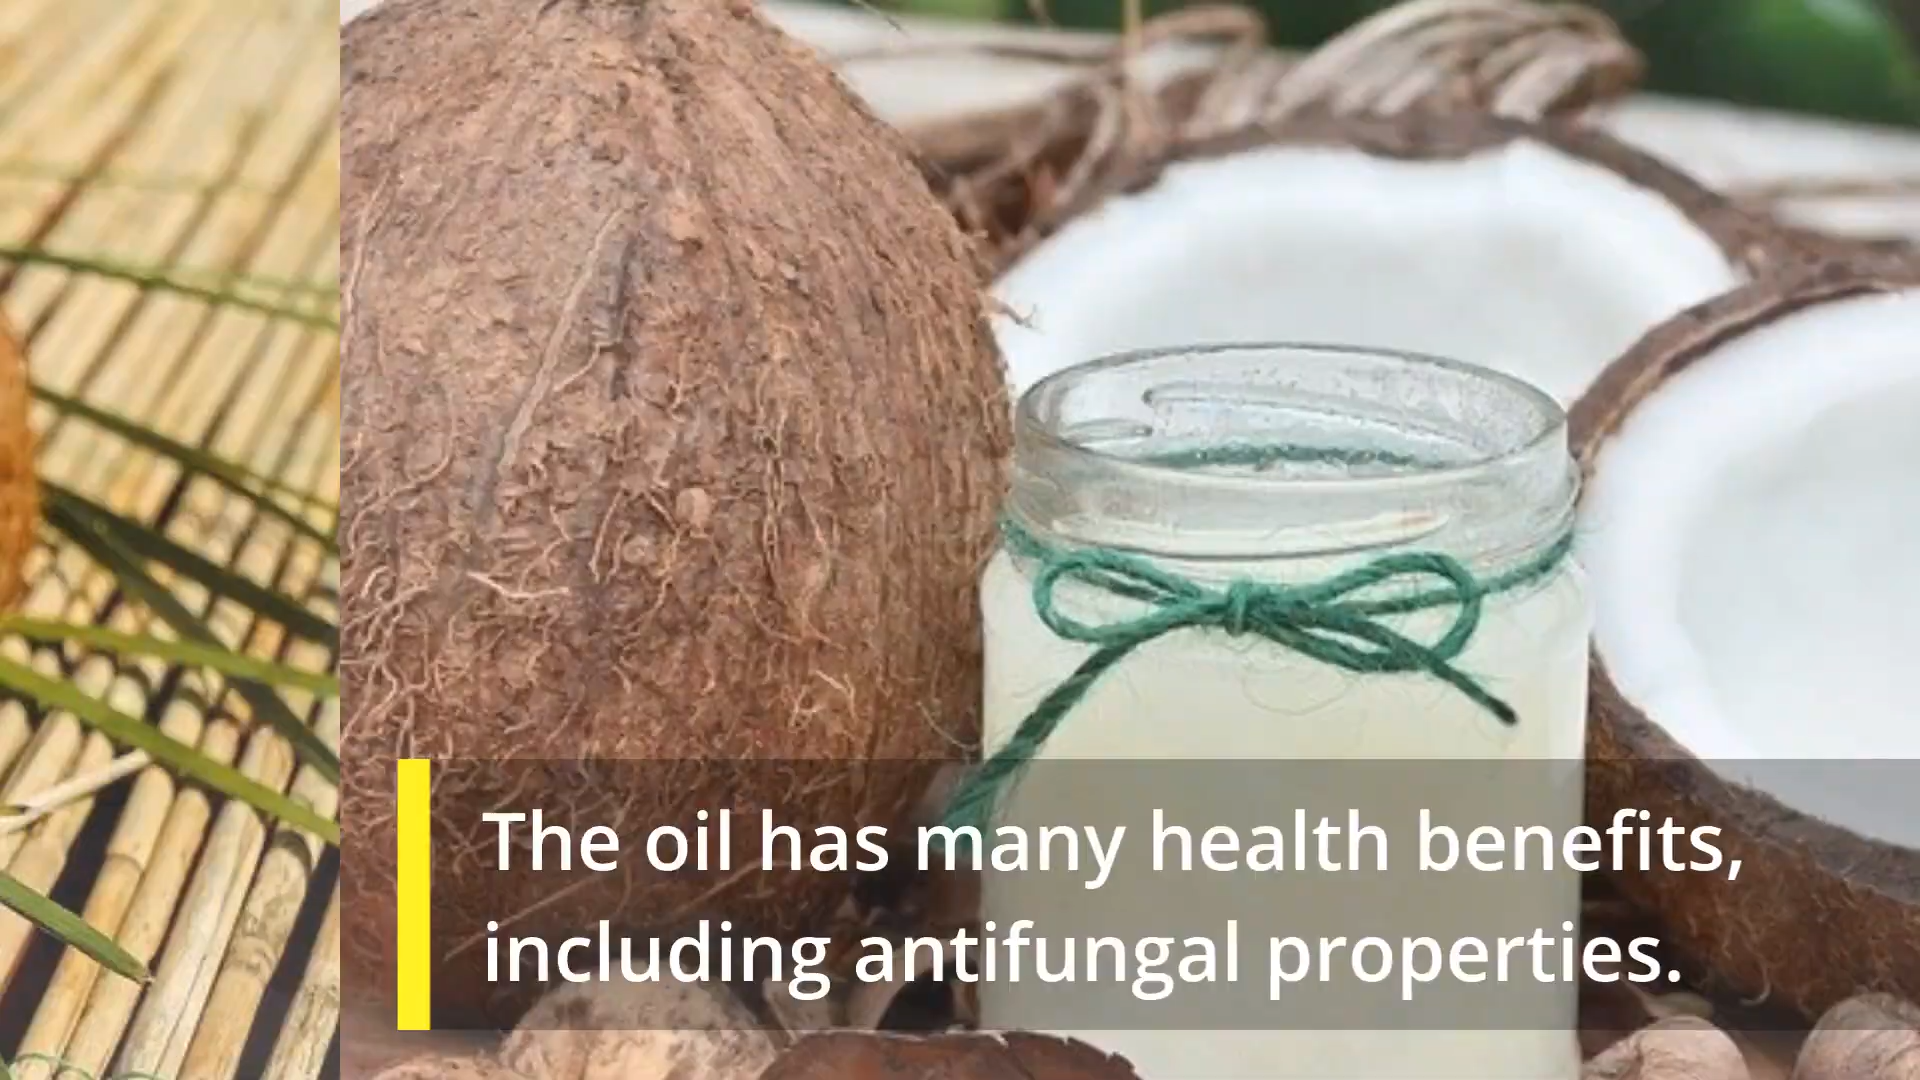 The oil has many health benefits,
including antifungal properties.